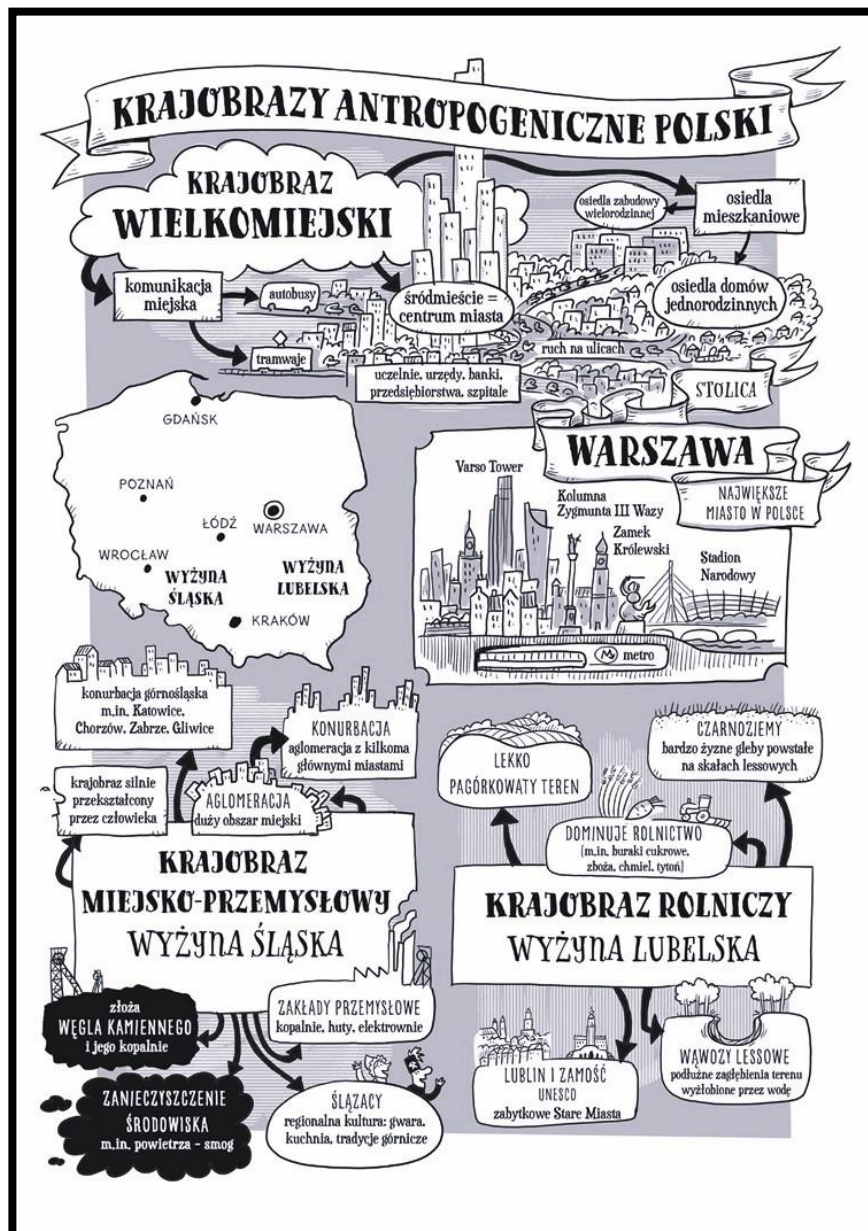 KRAJOBRAZY ANTROPOGENICZNE POLSKI
KRAJOBRAZ
WIELKOMIEJSKI
komunikacja
miejska
autobusy
tramwaje
śródmieście =
centrum miasta
uczelnie, urzędy, banki,
przedsiębiorstwa, szpitale
ruch na ulicach
osiedla zabudowy
wielorodzinnej
osiedla
mieszkaniowe
osiedla domów
jednorodzinnych
STOLICA
WARSZAWA
NAJWIĘKSZE
MIASTO W POLSCE
Varso Tower
Kolumna
Zygmunta III Wazy
Zamek
Królewski
Stadion
Narodowy
M metro
GDAŃSK
POZNAŃ
ŁÓDŹ
WARSZAWA
WROCŁAW
WYŻYNA
ŚLĄSKA
WYŻYNA
LUBELSKA
KRAKÓW
konurbacja górnośląska
m.in. Katowice,
Chorzów, Zabrze, Gliwice
KONURBACJA
aglomeracja z kilkoma
głównymi miastami
krajobraz silnie
przekształcony
przez człowieka
AGLOMERACJA
duży obszar miejski
KRAJOBRAZ
MIEJSKO-PRZEMYSŁOWY
WYŻYNA ŚLĄSKA
złoża
WĘGLA KAMIENNEGO
i jego kopalnie
ZAKŁADY PRZEMYSŁOWE
kopalnie, huty, elektrownie
ZANIECZYSZCZENIE
ŚRODOWISKA
m.in. powietrza – smog
ŚLĄZACY
regionalna kultura: gwara,
kuchnia, tradycje górnicze
LEKKO
PAGÓRKOWATY TEREN
CZARNOZIEMY
bardzo żyzne gleby powstałe
na skałach lessowych
DOMINUJE ROLNICTWO
(m.in. buraki cukrowe,
zboża, chmiel, tytoń)
KRAJOBRAZ ROLNICZY
WYŻYNA LUBELSKA
LUBLIN I ZAMOŚĆ
UNESCO
zabytkowe Stare Miasta
WĄWOZY LESSOWE
podłużne zagłębienia terenu
wyżłobione przez wodę